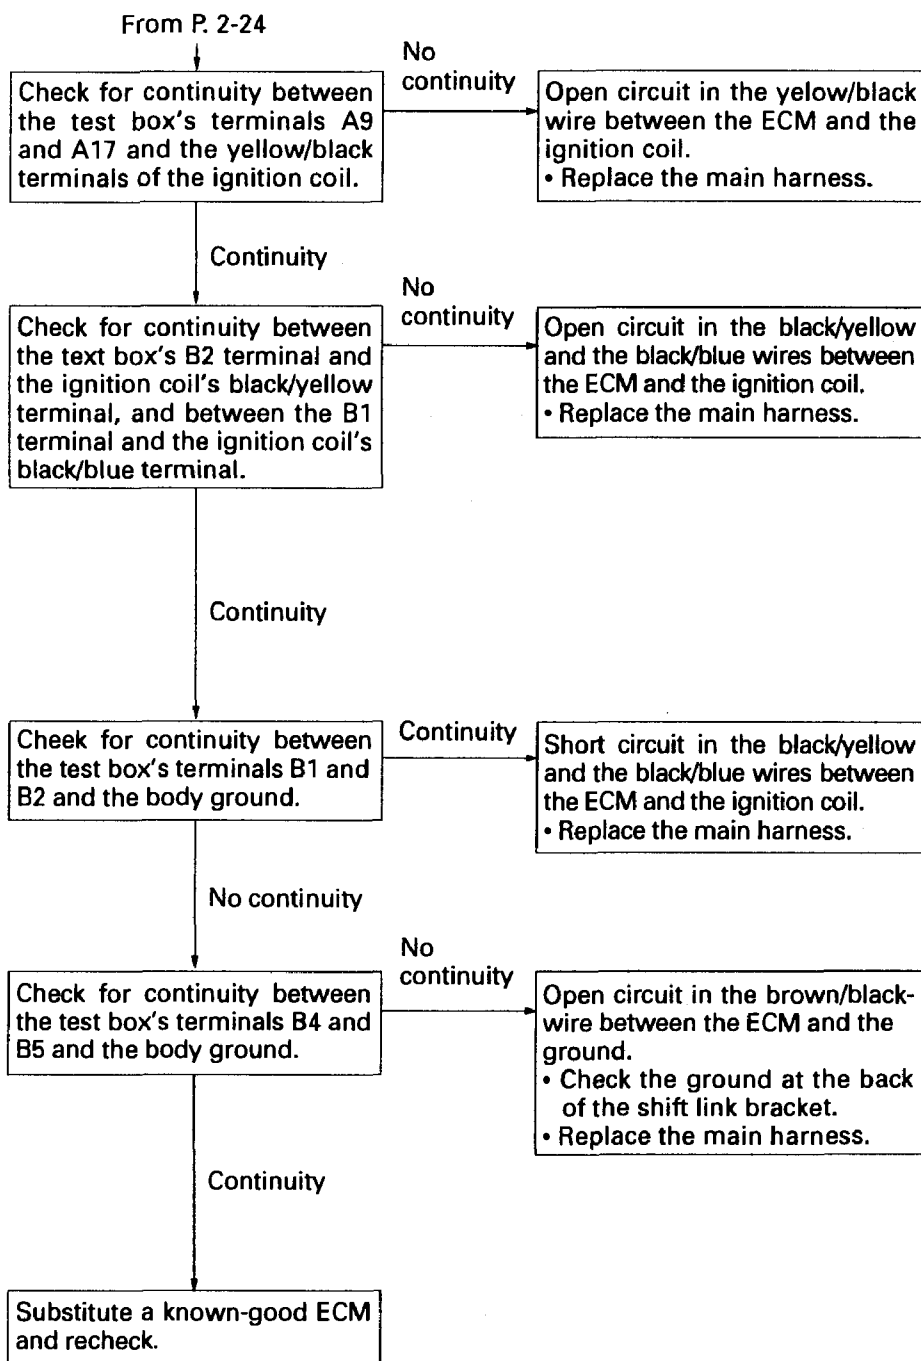 From P. 2-24
Check for continuity between
the test box's terminals A9
and A17 and the yellow/black
terminals of the ignition coil.
No
continuity
Open circuit in the yelow/black
wire between the ECM and the
ignition coil.
• Replace the main harness.
Continuity
Check for continuity between
the text box's B2 terminal and
the ignition coil's black/yellow
terminal, and between the B1
terminal and the ignition coil's
black/blue terminal.
No
continuity
Open circuit in the black/yellow
and the black/blue wires between
the ECM and the ignition coil.
• Replace the main harness.
Continuity
Cheek for continuity between
the test box's terminals B1 and
B2 and the body ground.
Continuity
Short circuit in the black/yellow
and the black/blue wires between
the ECM and the ignition coil.
• Replace the main harness.
No continuity
Check for continuity between
the test box's terminals B4 and
B5 and the body ground.
No
continuity
Open circuit in the brown/black-
wire between the ECM and the
ground.
• Check the ground at the back
of the shift link bracket.
• Replace the main harness.
Continuity
Substitute a known-good ECM
and recheck.